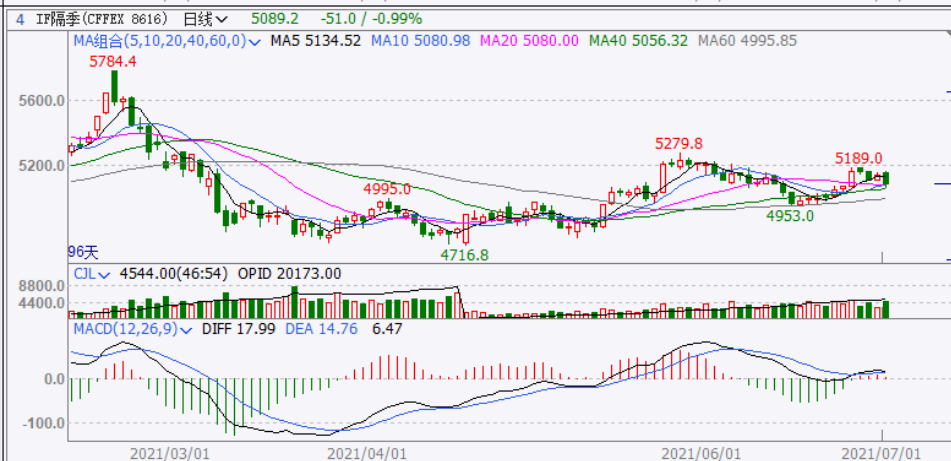 4 IF隔季(CFFEX 8616) 日线 5089.2 -51.0 / -0.99%
MA组合(5,10,20,40,60,0) MA5 5134.52 MA10 5080.98 MA20 5080.00 MA40 5056.32 MA60 4995.85
5784.4
5600.0
5279.8
5200.0
5189.0
4995.0
4953.0
96天
4716.8
CJL 4544.00(46:54) OPID 20173.00
8800.0
4400.0
MACD(12,26,9) DIFF 17.99 DEA 14.76 6.47
0.0
-100.0
2021/03/01 2021/04/01 2021/06/01 2021/07/01